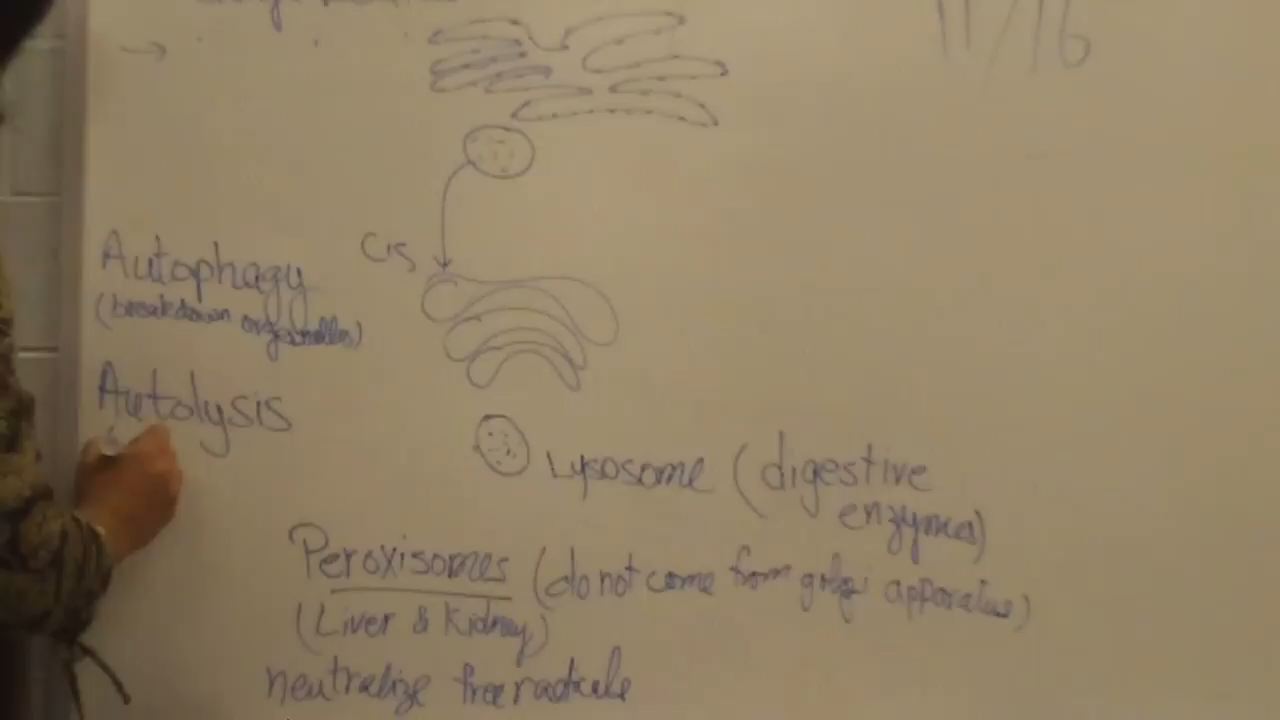 11/16
Cis
Autophagy
(breakdown organelles)
Autolysis
Lysosome (digestive
enzymes)
Peroxisomes (do not come from golgi apparatus)
(Liver & Kidney)
neutralize free radicals